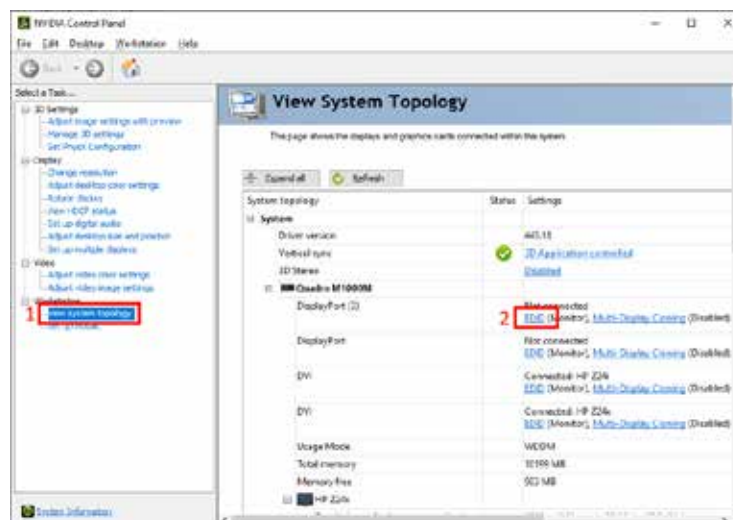 NVIDIA Control Panel
File Edit Desktop Workstation Help
Back
Select a Task...
3D Settings
Adjust image settings with preview
Manage 3D settings
Set PhysX Configuration
Display
Change resolution
Adjust desktop color settings
Rotate display
View HDCP status
Set up digital audio
Adjust desktop size and position
Set up multiple displays
Video
Adjust video color settings
Adjust video image settings
Workstation
1 View system topology
System Information
View System Topology
The page shows the displays and graphics cards connected within the system.
Expand all Refresh
System topology Status Settings
System
Driver version
Vertical sync 3D Application controlled
3D Stereo Disabled
Quadro M1000M
DisplayPort (2) Not connected
2 EDID (Monitor), Multi-Display Cloning (Disabled)
DisplayPort Not connected
EDID (Monitor), Multi-Display Cloning (Disabled)
DVI Connected: HP Z24i
EDID (Monitor), Multi-Display Cloning (Disabled)
DVI Connected: HP Z24i
EDID (Monitor), Multi-Display Cloning (Disabled)
Usage Mode WDDM
Total memory
Memory free
HP Z24i